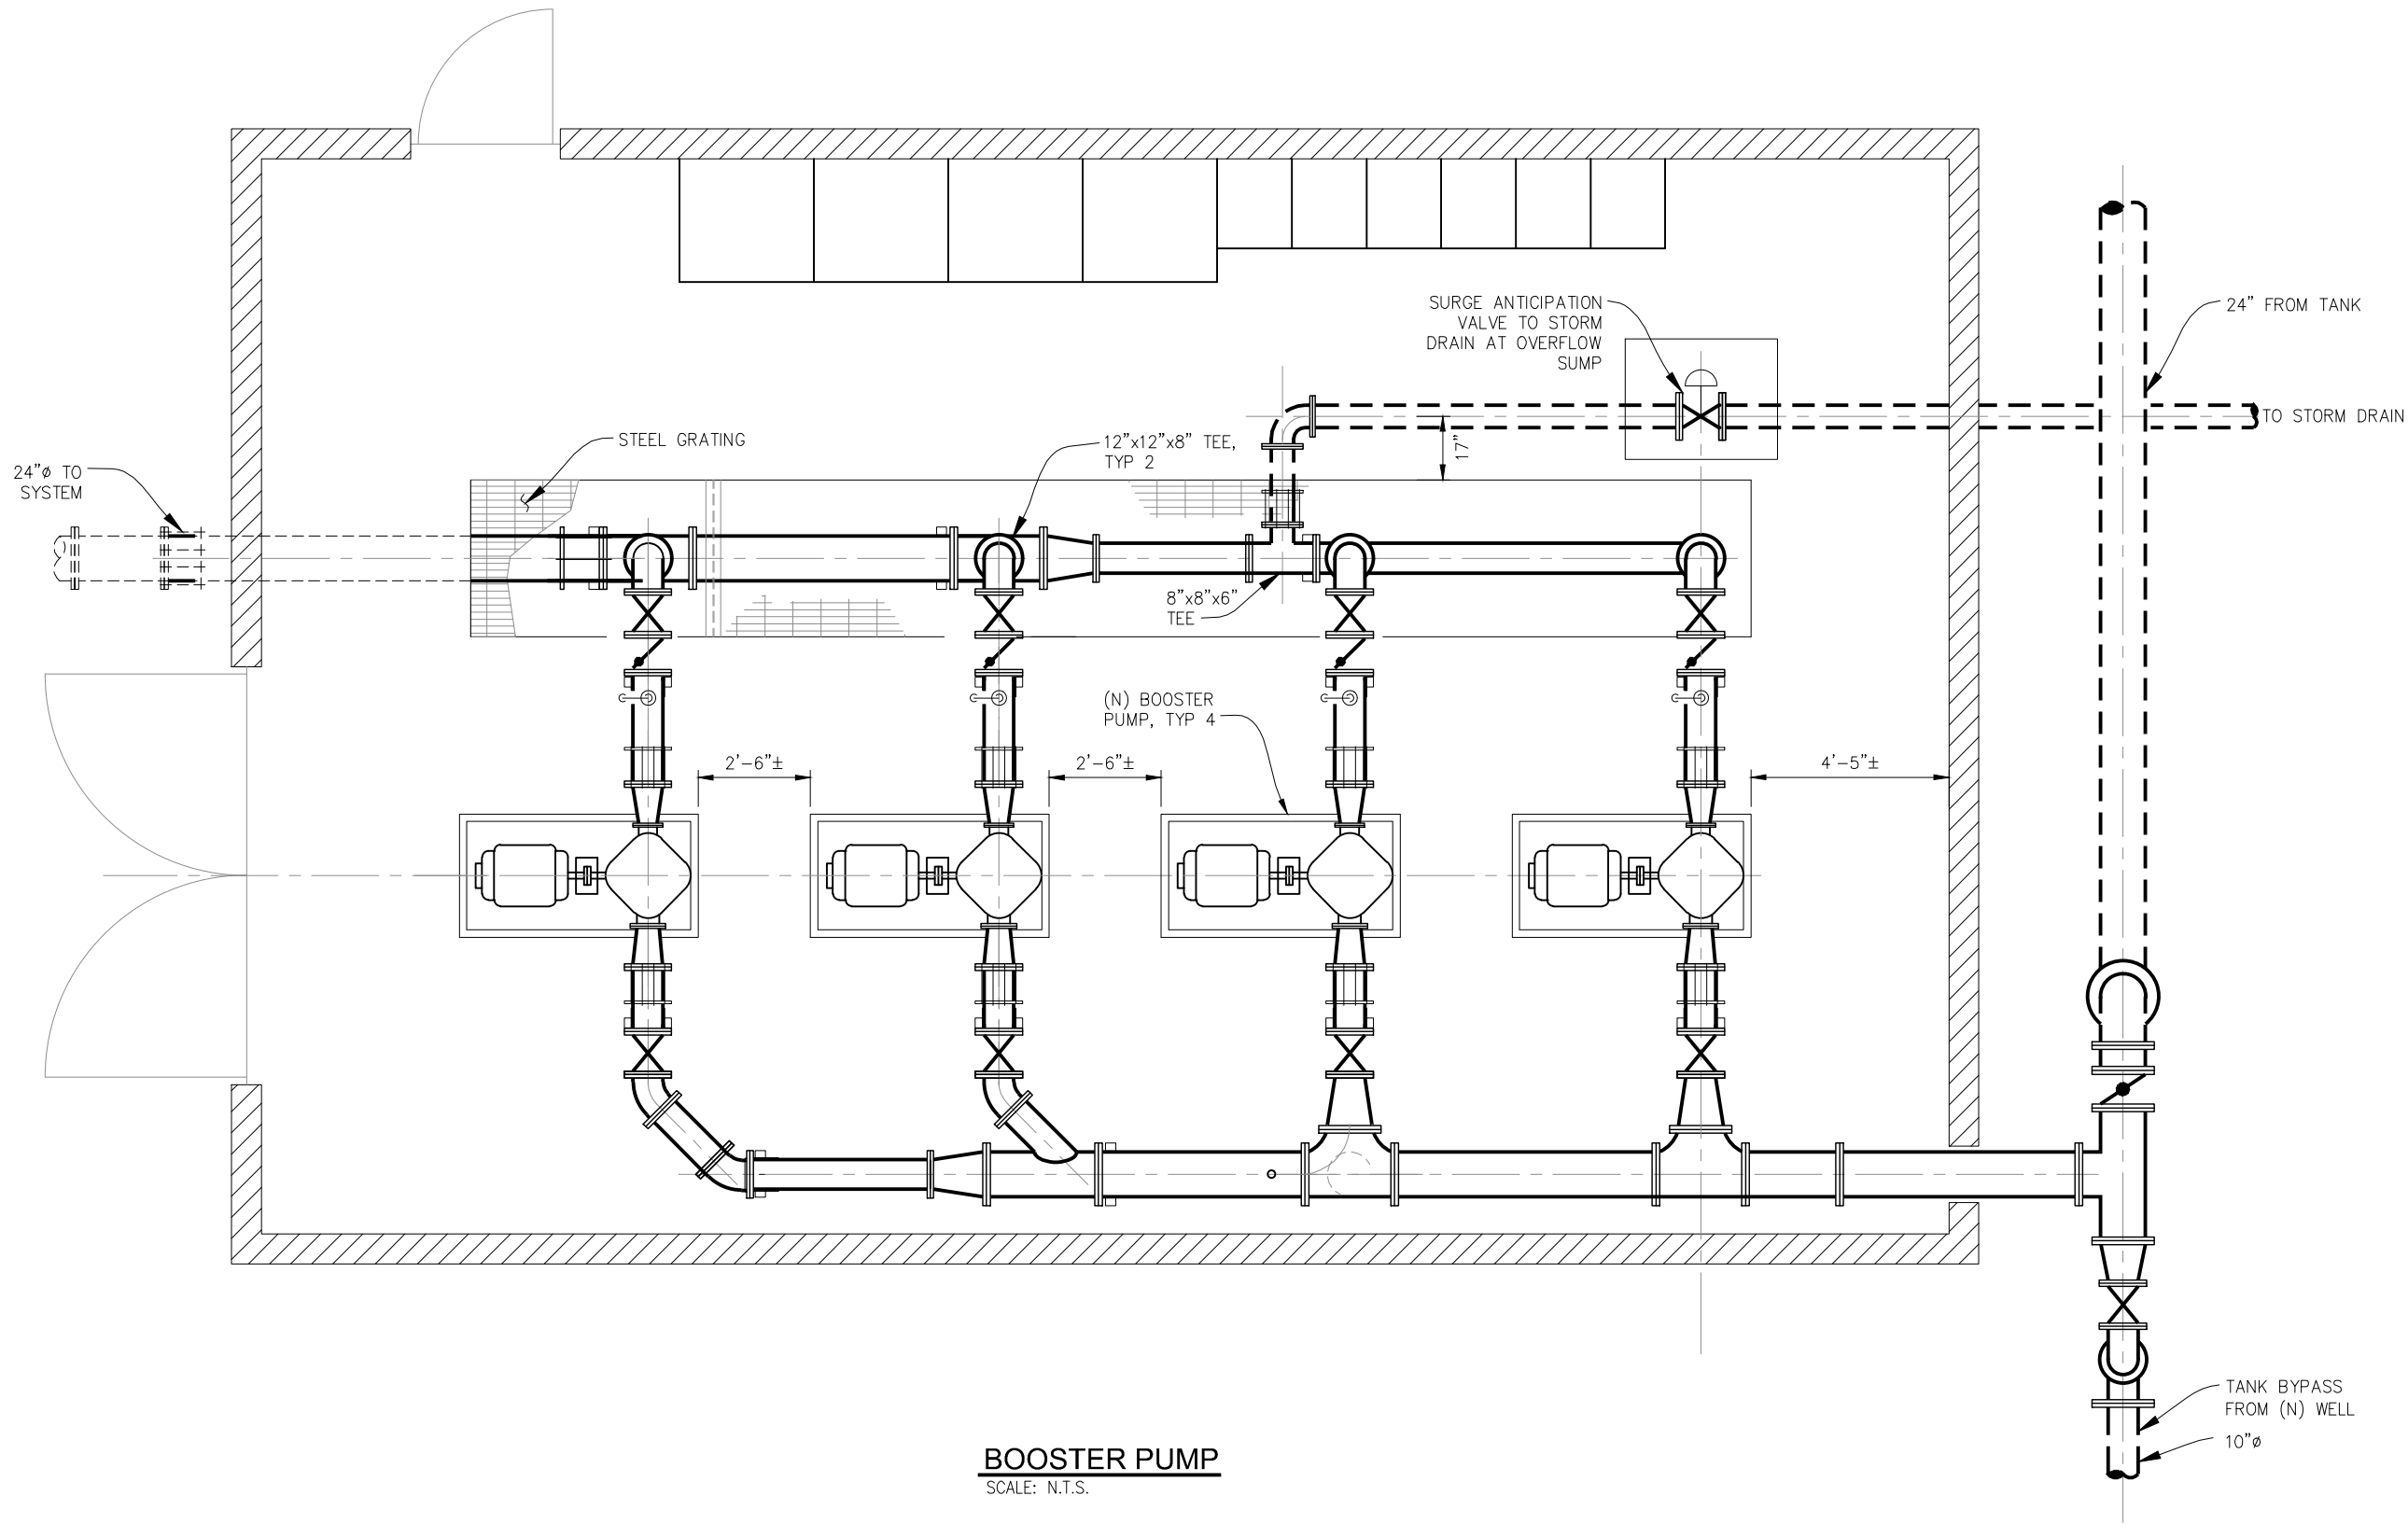 SURGE ANTICIPATION
VALVE TO STORM
DRAIN AT OVERFLOW
SUMP
24" FROM TANK
TO STORM DRAIN
STEEL GRATING
12"x12"x8" TEE,
TYP 2
17"
24"ø TO
SYSTEM
8"x8"x6"
TEE
(N) BOOSTER
PUMP, TYP 4
2'-6"±
2'-6"±
4'-5"±
TANK BYPASS
FROM (N) WELL
10"ø
BOOSTER PUMP
SCALE: N.T.S.